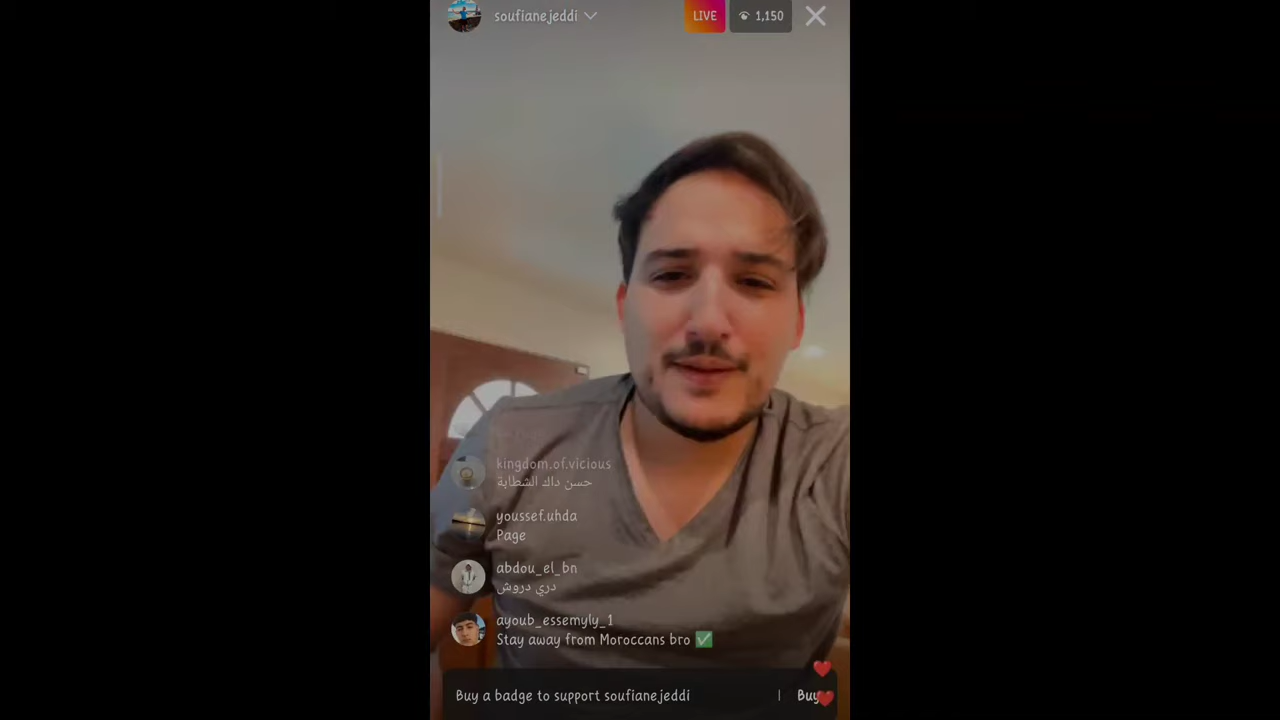 soufianejeddi
LIVE
1,150
kingdom.of.vicious
حسن داك الشطابة
youssef.uhda
Page
abdou_el_bn
دري دروش
ayoub_essemyly_1
Stay away from Moroccans bro ✅
Buy a badge to support soufianejeddi | Buy